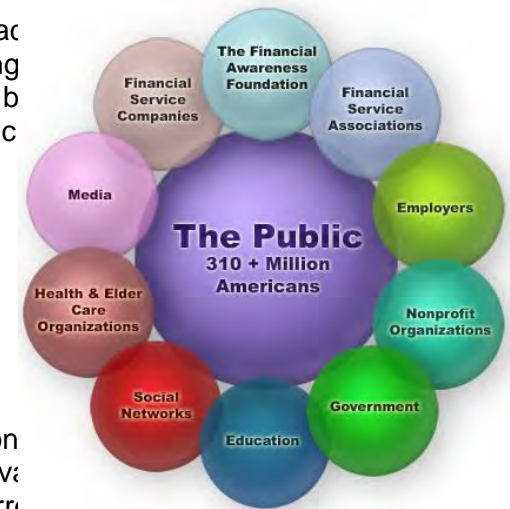 The Financial
Awareness
Foundation
Financial
Service
Associations
Employers
Nonprofit
Organizations
Government
Education
Social
Networks
Health & Elder
Care
Organizations
Media
Financial
Service
Companies
The Public
310 + Million
Americans